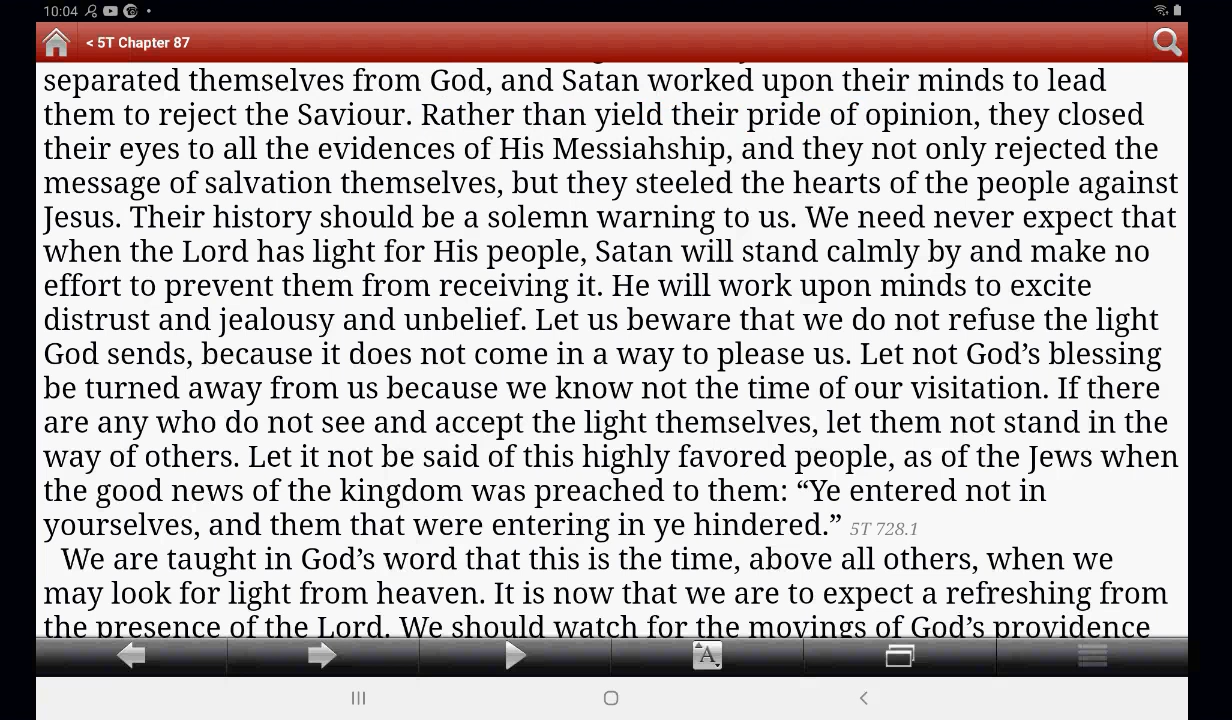 10:04
< 5T Chapter 87
separated themselves from God, and Satan worked upon their minds to lead
them to reject the Saviour. Rather than yield their pride of opinion, they closed
their eyes to all the evidences of His Messiahship, and they not only rejected the
message of salvation themselves, but they steeled the hearts of the people against
Jesus. Their history should be a solemn warning to us. We need never expect that
when the Lord has light for His people, Satan will stand calmly by and make no
effort to prevent them from receiving it. He will work upon minds to excite
distrust and jealousy and unbelief. Let us beware that we do not refuse the light
God sends, because it does not come in a way to please us. Let not God’s blessing
be turned away from us because we know not the time of our visitation. If there
are any who do not see and accept the light themselves, let them not stand in the
way of others. Let it not be said of this highly favored people, as of the Jews when
the good news of the kingdom was preached to them: “Ye entered not in
yourselves, and them that were entering in ye hindered.” 5T 728.1
We are taught in God’s word that this is the time, above all others, when we
may look for light from heaven. It is now that we are to expect a refreshing from
the presence of the Lord. We should watch for the movings of God’s providence
A